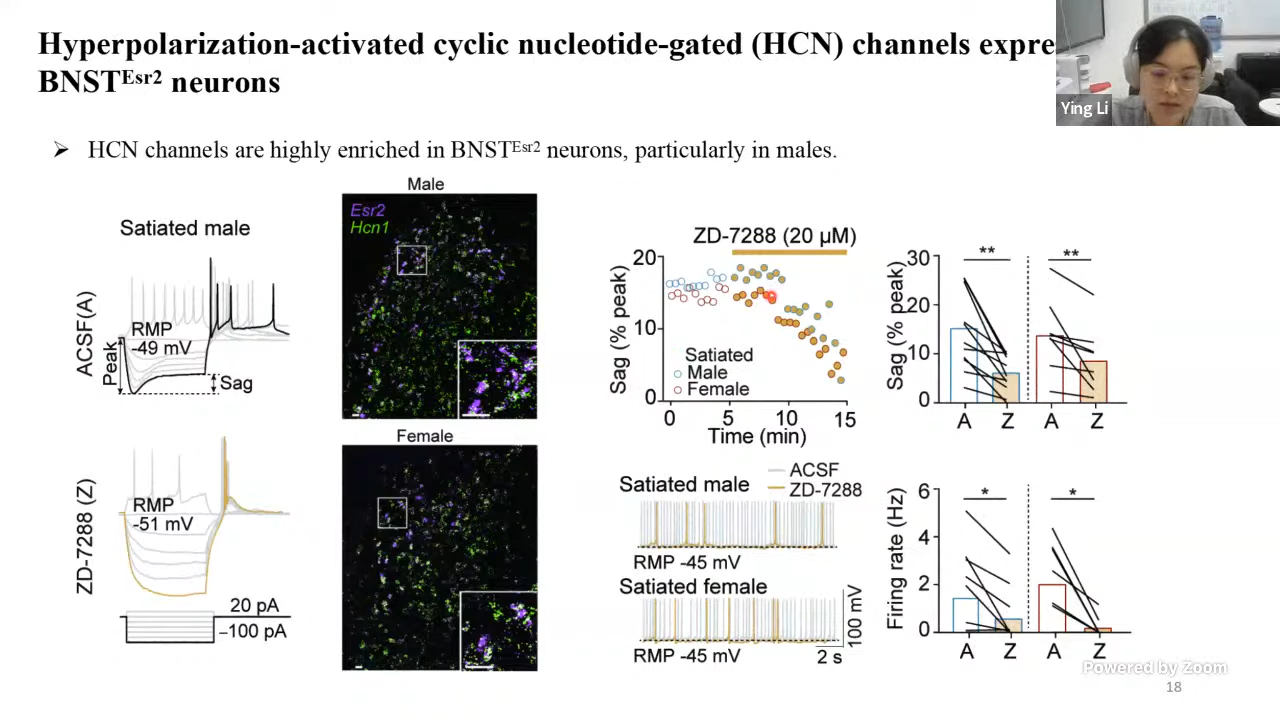 Hyperpolarization-activated cyclic nucleotide-gated (HCN) channels
BNSTEsr2 neurons
Ying Li
➢ HCN channels are highly enriched in BNSTEsr2 neurons, particularly in males.
Satiated male
ACSF(A)
RMP
-49 mV
Peak
Sag
ZD-7288 (Z)
RMP
-51 mV
20 pA
–100 pA
Male
Esr2
Hcn1
Female
ZD-7288 (20 µM)
Sag (% peak)
20
10
0
Satiated
Male
Female
0 5 10 15
Time (min)
Sag (% peak)
30
20
10
0
** **
A Z A Z
ACSF
ZD-7288
Satiated male
RMP -45 mV
Satiated female
RMP -45 mV
100 mV
2 s
Firing rate (Hz)
6
4
2
0
* *
A Z A Z
Powered by Zoom
18